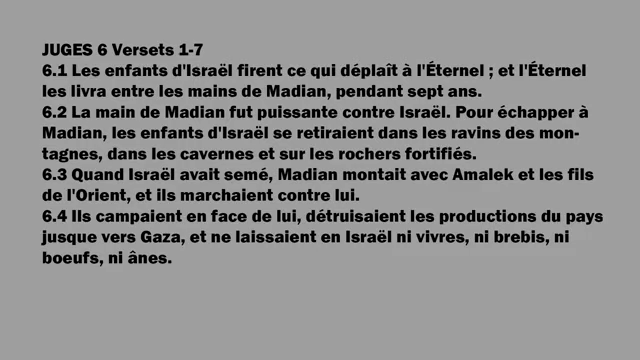 JUGES 6 Versets 1-7
6.1 Les enfants d'Israël firent ce qui déplaît à l'Éternel ; et l'Éternel
les livra entre les mains de Madian, pendant sept ans.
6.2 La main de Madian fut puissante contre Israël. Pour échapper à
Madian, les enfants d'Israël se retiraient dans les ravins des mon-
tagnes, dans les cavernes et sur les rochers fortifiés.
6.3 Quand Israël avait semé, Madian montait avec Amalek et les fils
de l'Orient, et ils marchaient contre lui.
6.4 Ils campaient en face de lui, détruisaient les productions du pays
jusque vers Gaza, et ne laissaient en Israël ni vivres, ni brebis, ni
boeufs, ni ânes.